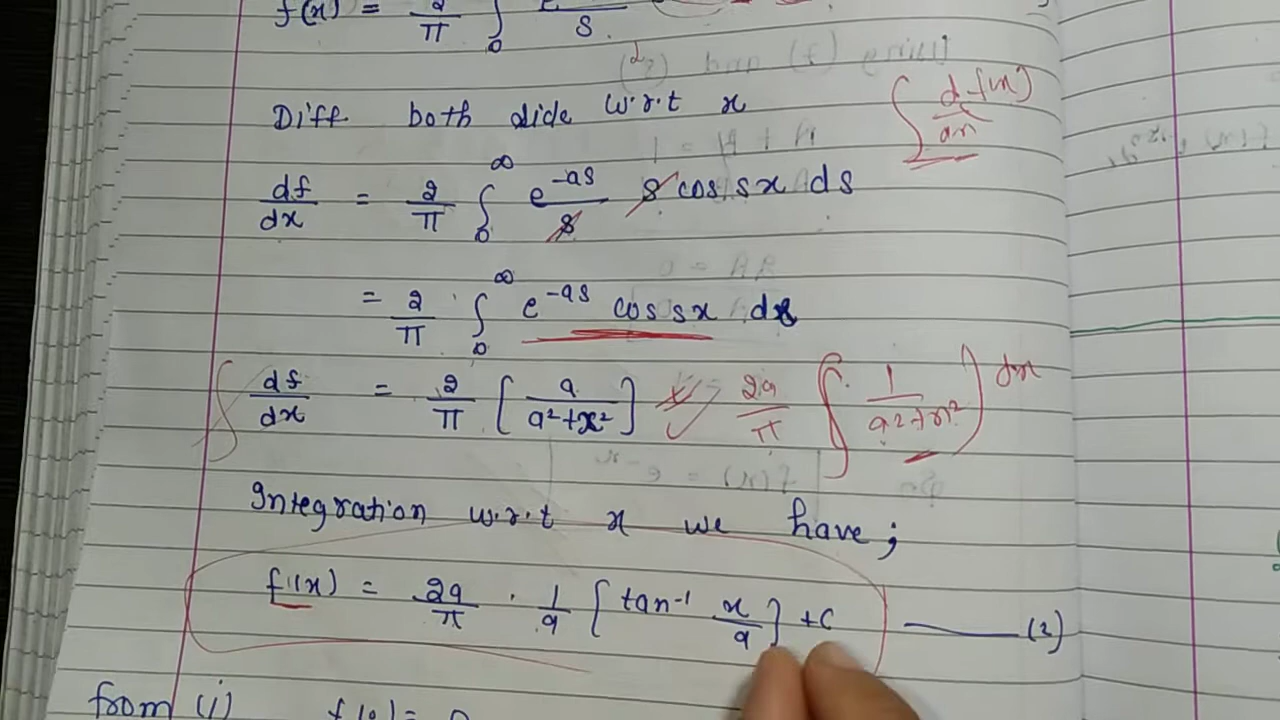 f(x) = 2/π ∫₀ e / s
Diff both side w.r.t x
∫ d f(x)/dx
df/dx = 2/π ∫₀^∞ e^-as / s s cos sx ds
= 2/π ∫₀^∞ e^-as cos sx ds
∫ df/dx = 2/π [a / a²+x²] 2a/π ∫ (1 / a²+x²) dx
Integration w.r.t x we have;
f'(x) = 2a/π · 1/a [tan⁻¹ x/a] + c —— (2)
from (i) f(0) = 0